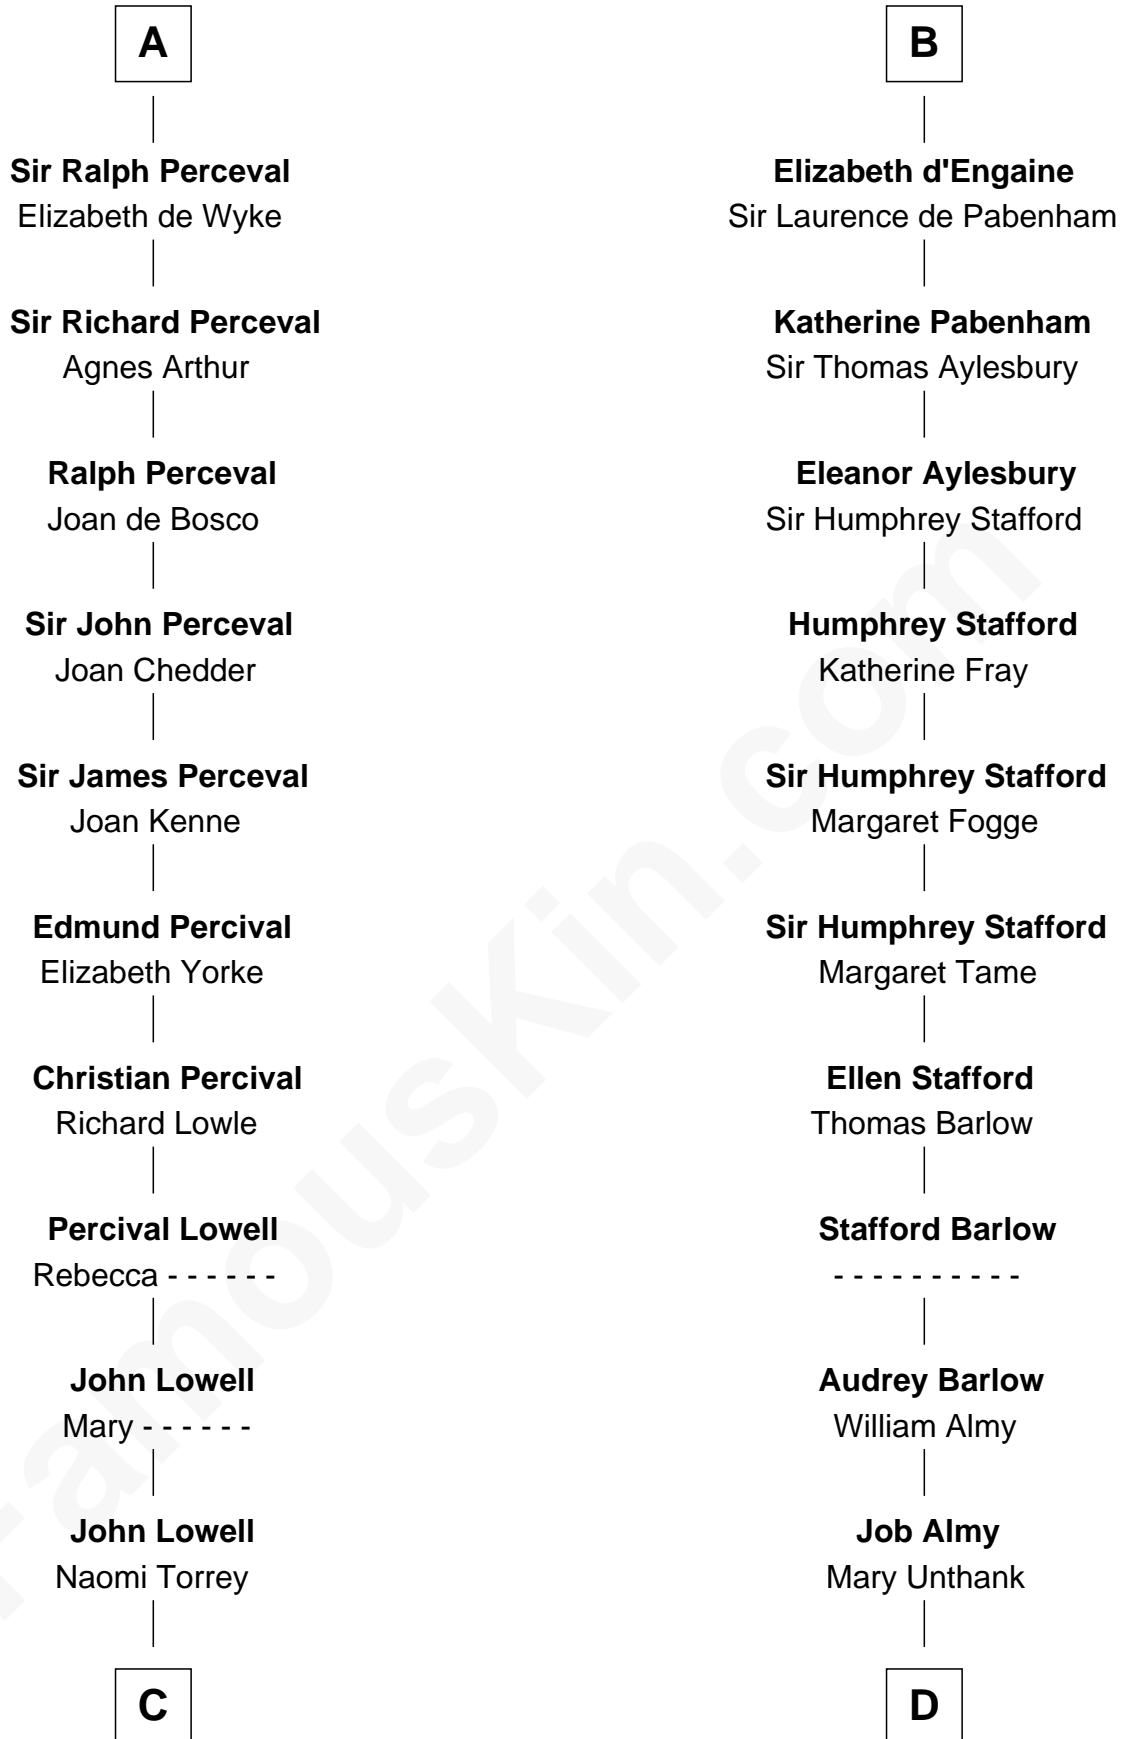 A
Sir Ralph Perceval
Elizabeth de Wyke
Sir Richard Perceval
Agnes Arthur
Ralph Perceval
Joan de Bosco
Sir John Perceval
Joan Chedder
Sir James Perceval
Joan Kenne
Edmund Percival
Elizabeth Yorke
Christian Percival
Richard Lowle
Percival Lowell
Rebecca - - - - - -
John Lowell
Mary - - - - - -
John Lowell
Naomi Torrey
C
B
Elizabeth d'Engaine
Sir Laurence de Pabenham
Katherine Pabenham
Sir Thomas Aylesbury
Eleanor Aylesbury
Sir Humphrey Stafford
Humphrey Stafford
Katherine Fray
Sir Humphrey Stafford
Margaret Fogge
Sir Humphrey Stafford
Margaret Tame
Ellen Stafford
Thomas Barlow
Stafford Barlow
- - - - - - - - - -
Audrey Barlow
William Almy
Job Almy
Mary Unthank
D
FamousKin.com